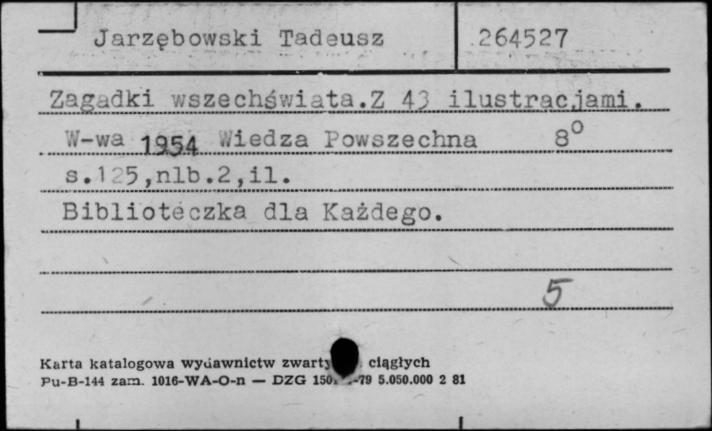 Jarzębowski Tadeusz 264527
Zagadki wszechświata.Z 43 ilustracjami.
W-wa 1954 Wiedza Powszechna 8°
s.125,nlb.2,il.
Biblioteczka dla Każdego.
5
Karta katalogowa wydawnictw ciągłych
Pu-B-144 zam. 1016-WA-O-n — DZG -79 5.050.000 2 81